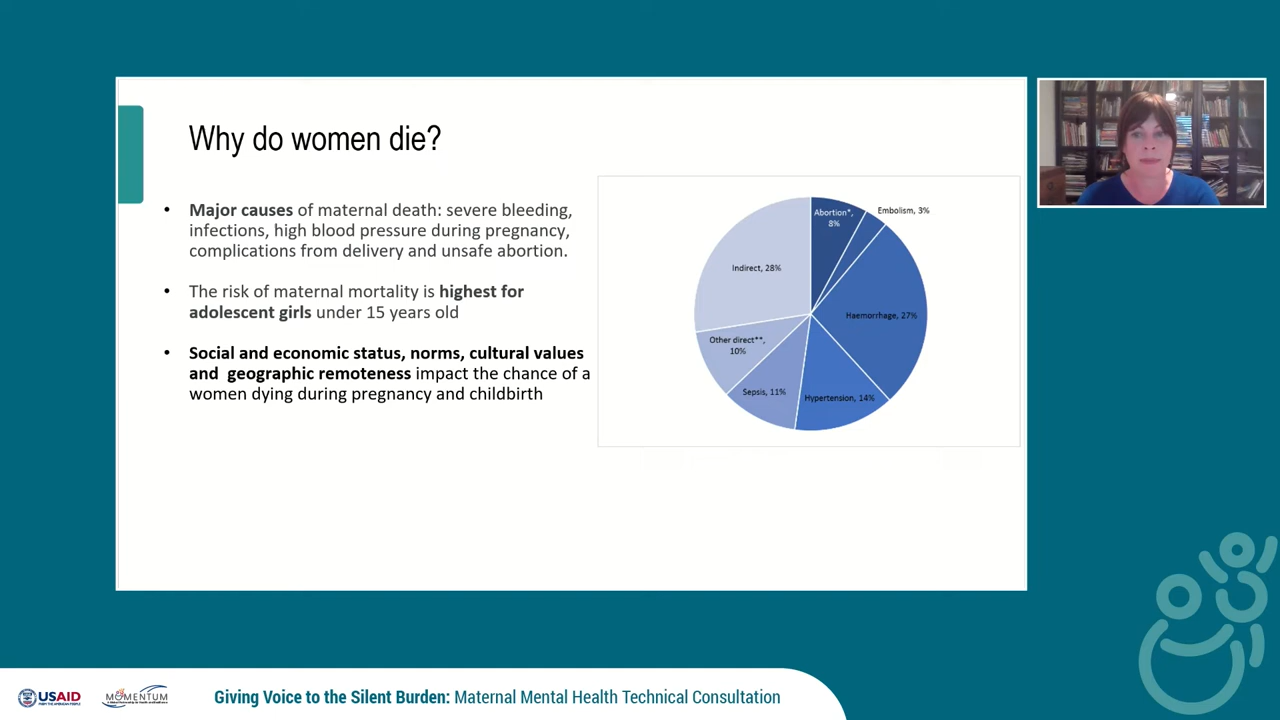 Why do women die?
• Major causes of maternal death: severe bleeding,
infections, high blood pressure during pregnancy,
complications from delivery and unsafe abortion.
• The risk of maternal mortality is highest for
adolescent girls under 15 years old
• Social and economic status, norms, cultural values
and geographic remoteness impact the chance of a
women dying during pregnancy and childbirth
Abortion*,
8%
Embolism, 3%
Haemorrhage, 27%
Hypertension, 14%
Sepsis, 11%
Other direct**,
10%
Indirect, 28%
USAID
FROM THE AMERICAN PEOPLE
MOMENTUM
Giving Voice to the Silent Burden: Maternal Mental Health Technical Consultation